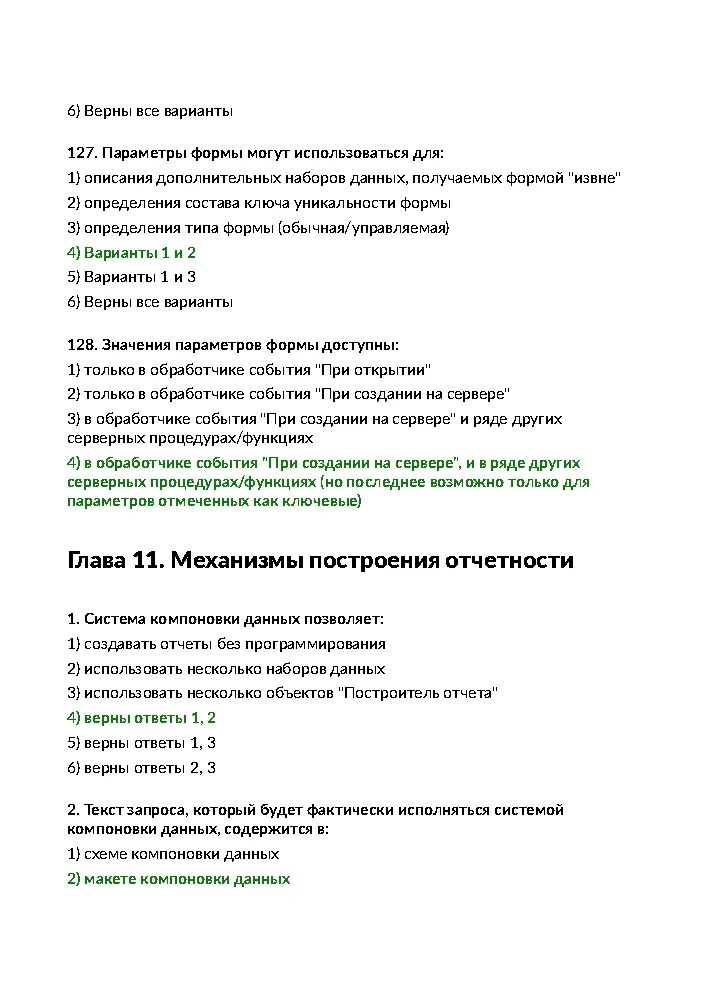 6) Верны все варианты
127. Параметры формы могут использоваться для:
1) описания дополнительных наборов данных, получаемых формой "извне"
2) определения состава ключа уникальности формы
3) определения типа формы (обычная/управляемая)
4) Варианты 1 и 2
5) Варианты 1 и 3
6) Верны все варианты
128. Значения параметров формы доступны:
1) только в обработчике события "При открытии"
2) только в обработчике события "При создании на сервере"
3) в обработчике события "При создании на сервере" и ряде других
серверных процедурах/функциях
4) в обработчике события "При создании на сервере", и в ряде других
серверных процедурах/функциях (но последнее возможно только для
параметров отмеченных как ключевые)
Глава 11. Механизмы построения отчетности
1. Система компоновки данных позволяет:
1) создавать отчеты без программирования
2) использовать несколько наборов данных
3) использовать несколько объектов "Построитель отчета"
4) верны ответы 1, 2
5) верны ответы 1, 3
6) верны ответы 2, 3
2. Текст запроса, который будет фактически исполняться системой
компоновки данных, содержится в:
1) схеме компоновки данных
2) макете компоновки данных